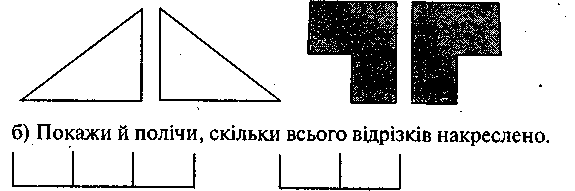 б) Покажи й полічи, скільки всього відрізків накреслено.